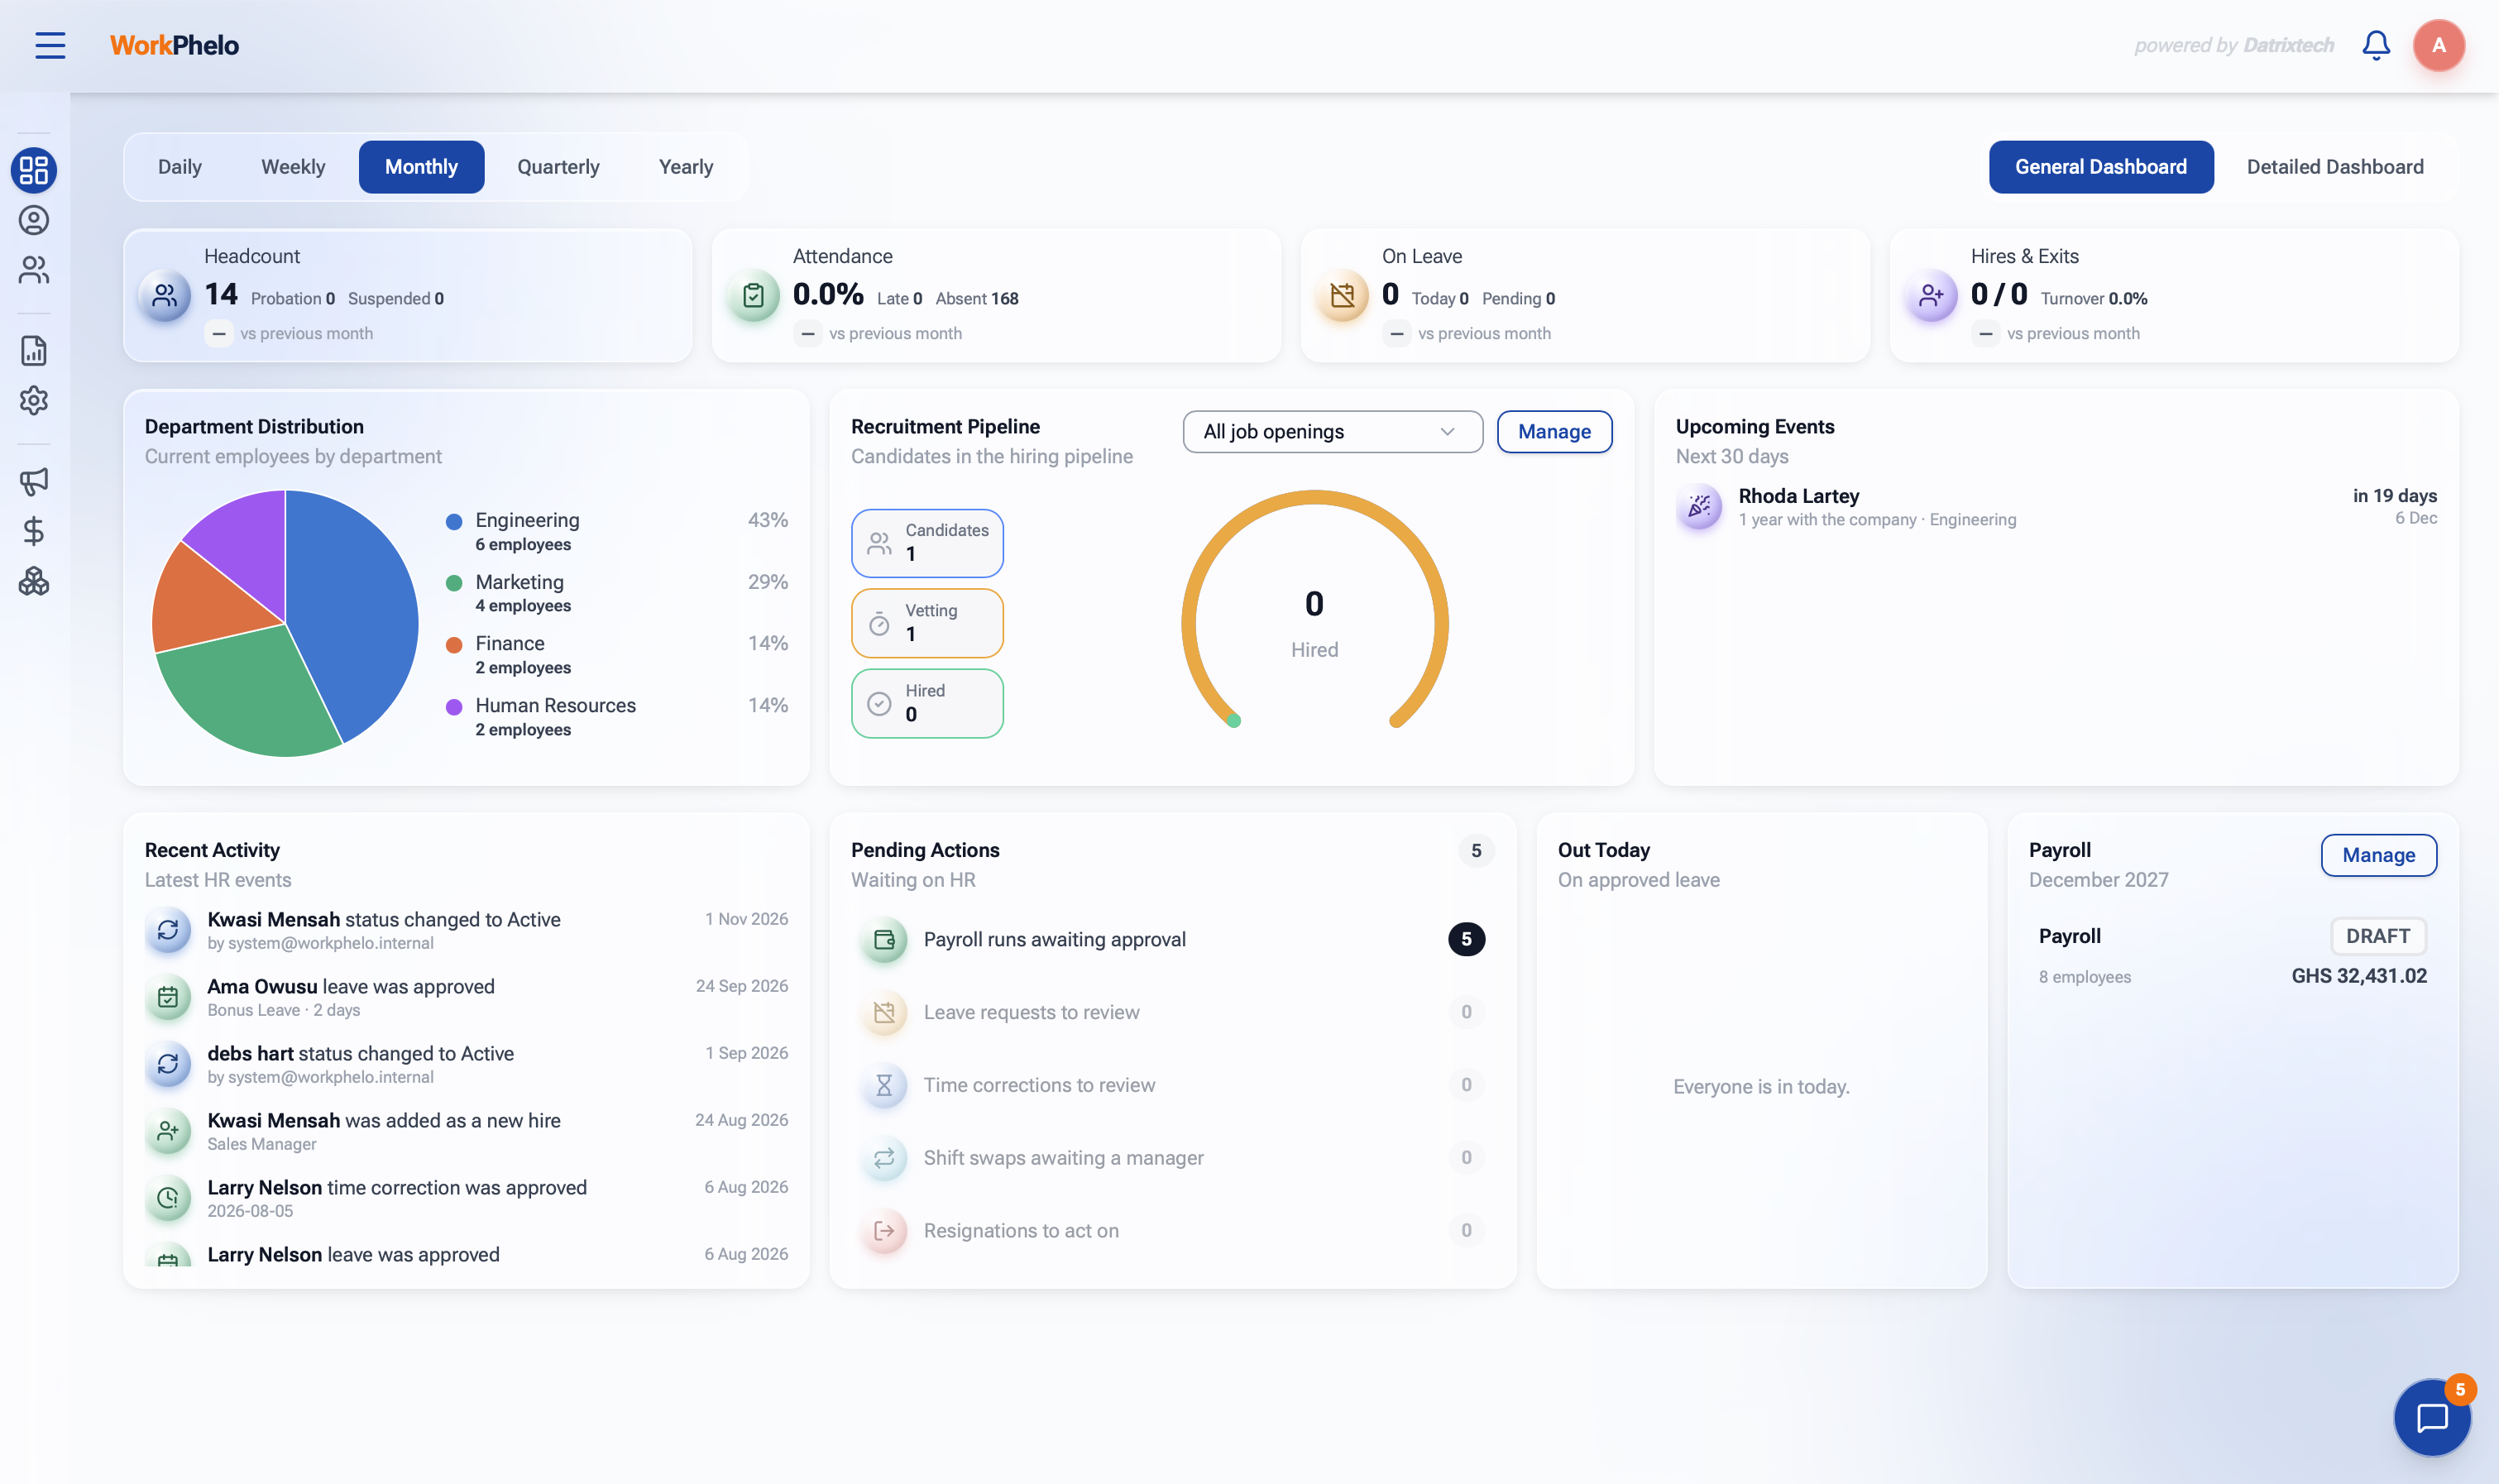 WorkPhelo
powered by Datrixtech
A
Daily Weekly Monthly Quarterly Yearly
General Dashboard Detailed Dashboard
Headcount
14 Probation 0 Suspended 0
vs previous month
Attendance
0.0% Late 0 Absent 168
vs previous month
On Leave
0 Today 0 Pending 0
vs previous month
Hires & Exits
0 / 0 Turnover 0.0%
vs previous month
Department Distribution
Current employees by department
Engineering 43%
6 employees
Marketing 29%
4 employees
Finance 14%
2 employees
Human Resources 14%
2 employees
Recruitment Pipeline
Candidates in the hiring pipeline
All job openings
Manage
Candidates
1
Vetting
1
Hired
0
0
Hired
Upcoming Events
Next 30 days
Rhoda Lartey in 19 days
1 year with the company · Engineering 6 Dec
Recent Activity
Latest HR events
Kwasi Mensah status changed to Active 1 Nov 2026
by system@workphelo.internal
Ama Owusu leave was approved 24 Sep 2026
Bonus Leave · 2 days
debs hart status changed to Active 1 Sep 2026
by system@workphelo.internal
Kwasi Mensah was added as a new hire 24 Aug 2026
Sales Manager
Larry Nelson time correction was approved 6 Aug 2026
2026-08-05
Larry Nelson leave was approved 6 Aug 2026
Pending Actions 5
Waiting on HR
Payroll runs awaiting approval 5
Leave requests to review 0
Time corrections to review 0
Shift swaps awaiting a manager 0
Resignations to act on 0
Out Today
On approved leave
Everyone is in today.
Payroll
December 2027
Manage
Payroll DRAFT
8 employees GHS 32,431.02
5